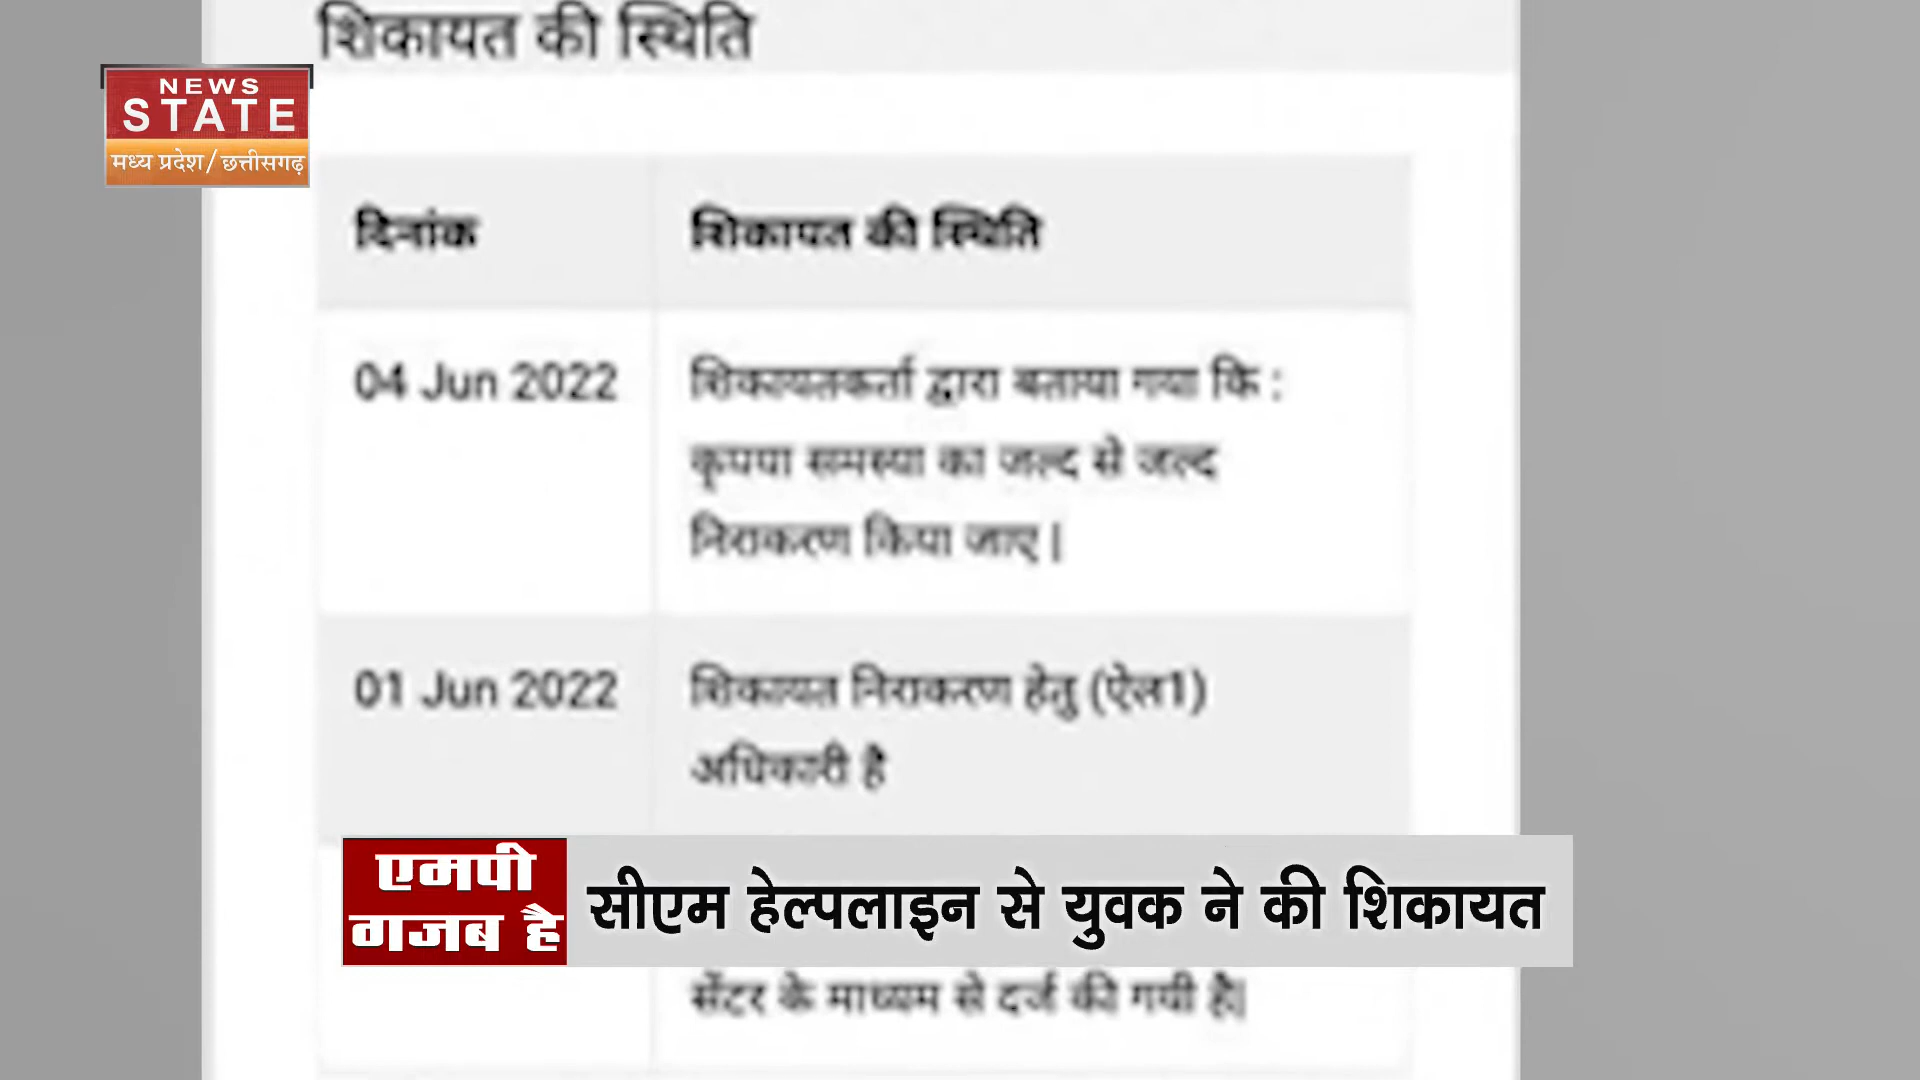 शिकायत की स्थिति
NEWS
STATE
मध्य प्रदेश/छत्तीसगढ़
दिनांक
शिकायत की स्थिति
04 Jun 2022
शिकायतकर्ता द्वारा बताया गया कि :
कृपया समस्या का जल्द से जल्द
निराकरण किया जाए |
01 Jun 2022
शिकायत निराकरण हेतु (ऐल1)
अधिकारी है
एमपी
गजब है
सीएम हेल्पलाइन से युवक ने की शिकायत
सेंटर के माध्यम से दर्ज की गयी है|